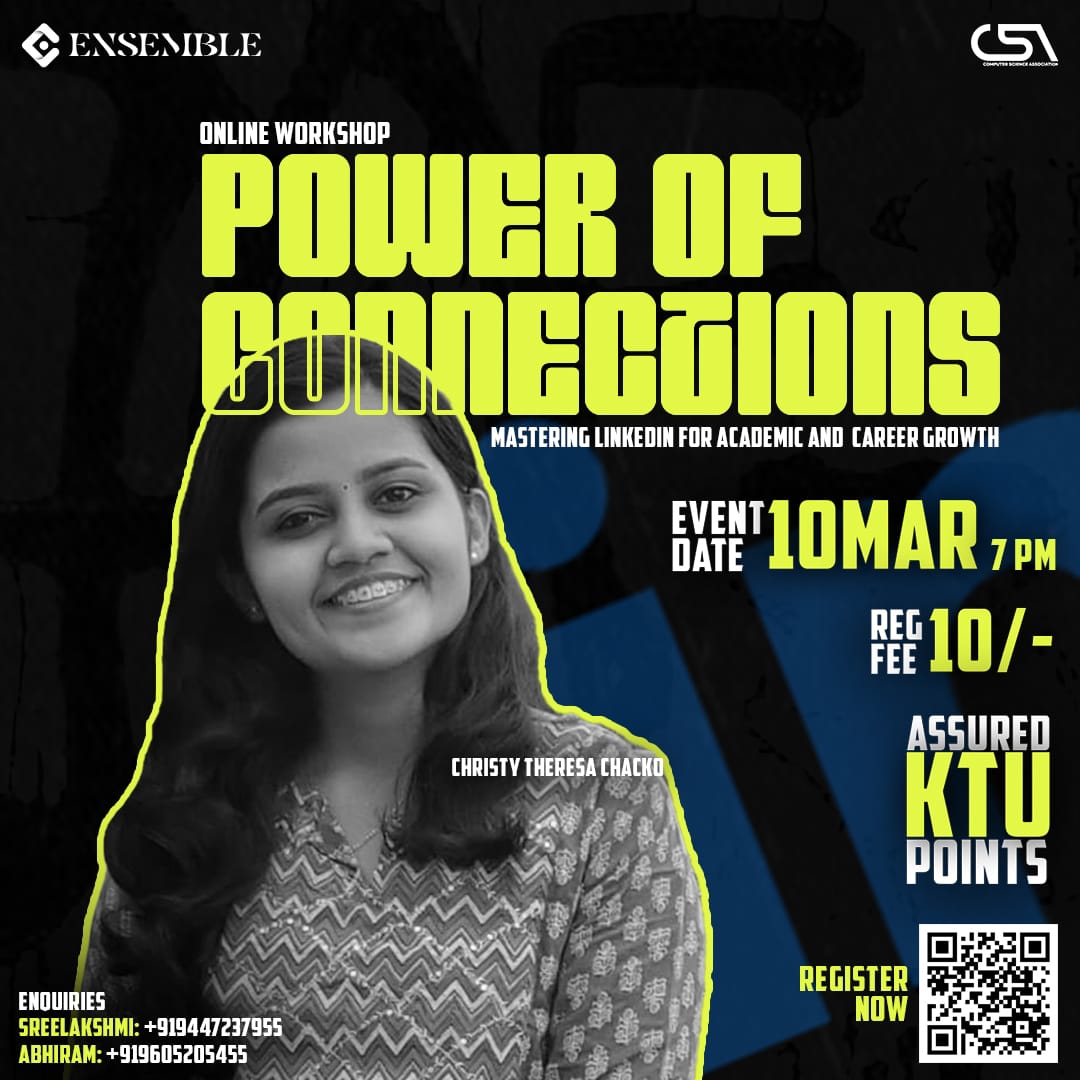 ENSEMBLE
CSA
COMPUTER SCIENCE ASSOCIATION
ONLINE WORKSHOP
POWER OF
CONNECTIONS
MASTERING LINKEDIN FOR ACADEMIC AND CAREER GROWTH
EVENT
DATE
10MAR 7 PM
REG
FEE
10/-
in
CHRISTY THERESA CHACKO
ASSURED
KTU
POINTS
REGISTER
NOW
ENQUIRIES
SREELAKSHMI: +919447237955
ABHIRAM: +919605205455